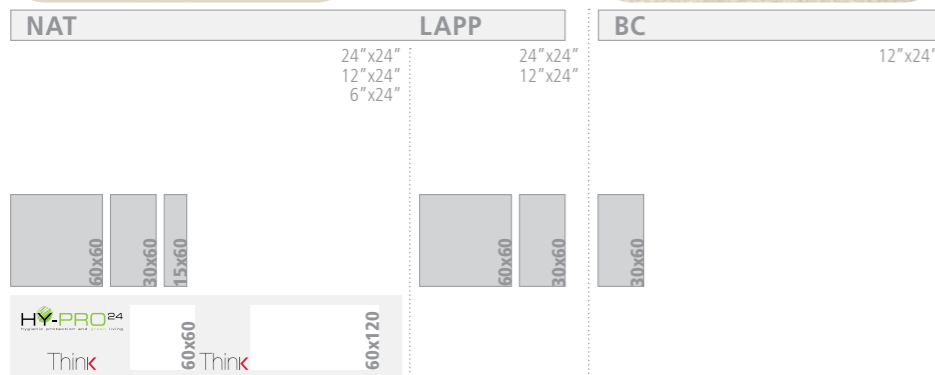 NAT
LAPP
BC
24”x24”
12”x24”
6”x24”
24”x24”
12”x24”
12”x24”
60x60
30x60
15x60
60x60
30x60
30x60
HY-PRO24
hygienic protection and green living
Think
60x60
Think
60x120